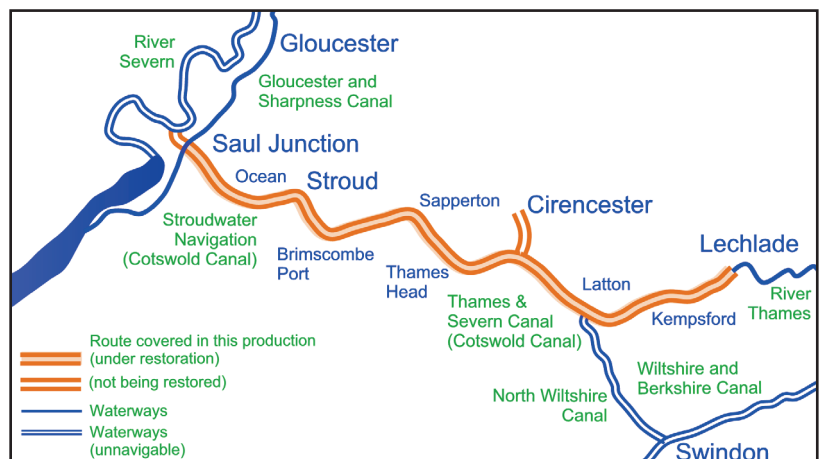 River
Severn
Gloucester
Gloucester and
Sharpness Canal
Saul Junction
Ocean
Stroud
Sapperton
Cirencester
Stroudwater
Navigation
(Cotswold Canal)
Brimscombe
Port
Thames
Head
Lechlade
Latton
River
Thames
Thames &
Severn Canal
(Cotswold Canal)
Kempsford
Route covered in this production
(under restoration)
(not being restored)
Waterways
Waterways
(unnavigable)
North Wiltshire
Canal
Wiltshire and
Berkshire Canal
Swindon